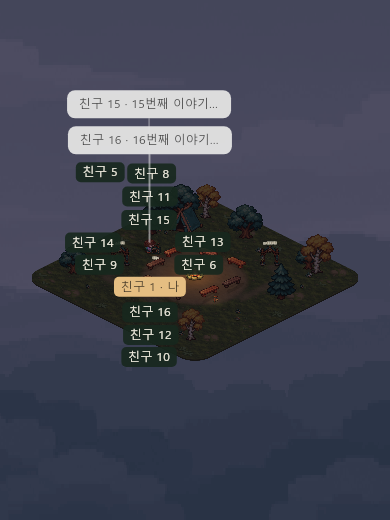 친구 15 · 15번째 이야기...
친구 16 · 16번째 이야기...
친구 5
친구 8
친구 11
친구 15
친구 14
친구 13
친구 9
친구 6
친구 1 · 나
친구 16
친구 12
친구 10